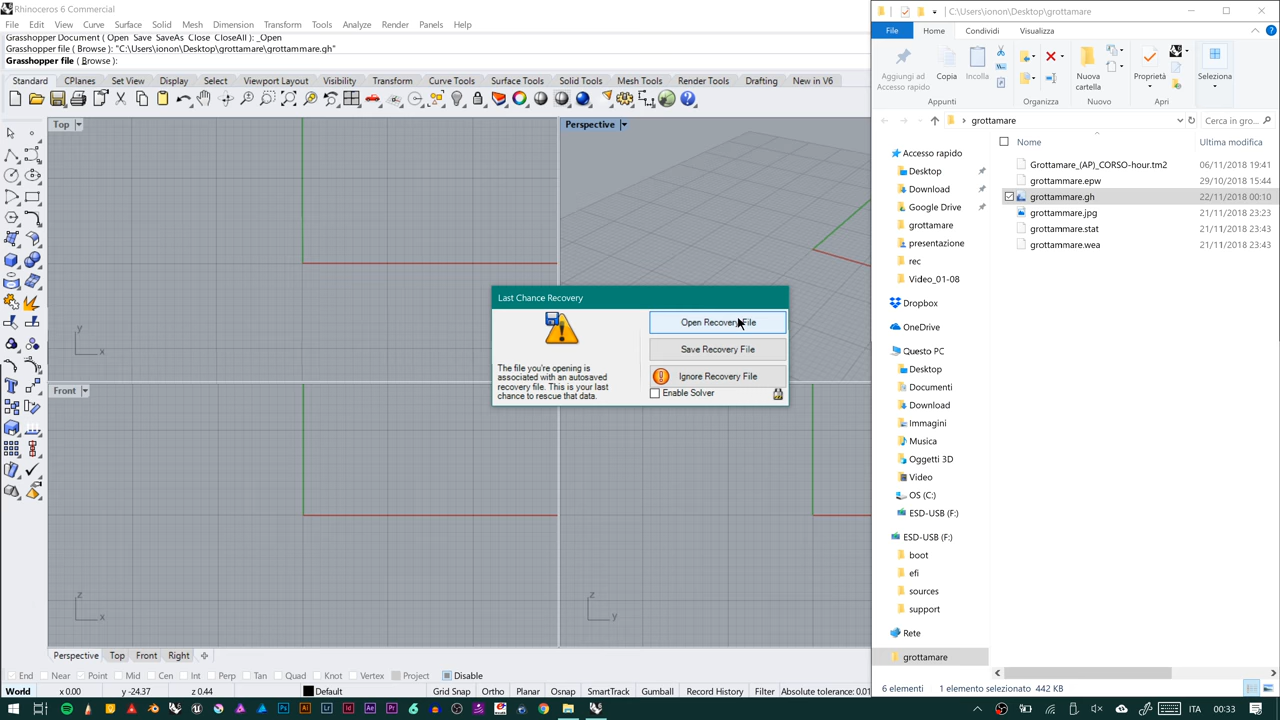 Rhinoceros 6 Commercial
File Edit View Curve Surface Solid Mesh Dimension Transform Tools Analyze Render Panels Help
Grasshopper Document ( Open Save SaveAs SaveAll ): _Open
Grasshopper file ( Browse ): "C:\Users\ionon\Desktop\grottamare\grottammare.gh"
Grasshopper file ( Browse ):
Standard CPlanes Set View Display Select Viewport Layout Visibility Transform Curve Tools Surface Tools Solid Tools Mesh Tools Render Tools Drafting New in V6
Top
Perspective
Front
y
x
z
x
z
y
Last Chance Recovery
The file you're opening is
associated with an autosaved
recovery file. This is your last
chance to rescue that data.
Open Recovery File
Save Recovery File
Ignore Recovery File
Enable Solver
Perspective Top Front Right
End Near Point Mid Cen Int Perp Tan Quad Knot Vertex Project Disable
World x 0.00 y -24.37 z 0.44 Default Grid Snap Ortho Planar Osnap SmartTrack Gumball Record History Filter Absolute tolerance: 0.01
C:\Users\ionon\Desktop\grottamare
File Home Condividi Visualizza
Aggiungi ad
Accesso rapido
Copia
Incolla
Nuova
cartella
Proprietà
Seleziona
Appunti Organizza Nuovo Apri
grottamare
Cerca in gro...
Nome Ultima modifica
Grottamare_(AP)_CORSO-hour.tm2 06/11/2018 19:41
grottammare.epw 29/10/2018 15:44
grottammare.gh 22/11/2018 00:10
grottammare.jpg 21/11/2018 23:23
grottammare.stat 21/11/2018 23:43
grottammare.wea 21/11/2018 23:43
Accesso rapido
Desktop
Download
Google Drive
grottamare
presentazione
rec
Video_01-08
Dropbox
OneDrive
Questo PC
Desktop
Documenti
Download
Immagini
Musica
Oggetti 3D
Video
OS (C:)
ESD-USB (F:)
ESD-USB (F:)
boot
efi
sources
support
Rete
grottamare
6 elementi 1 elemento selezionato 442 KB
Ps Ai Id Ae Pr
ITA 00:33